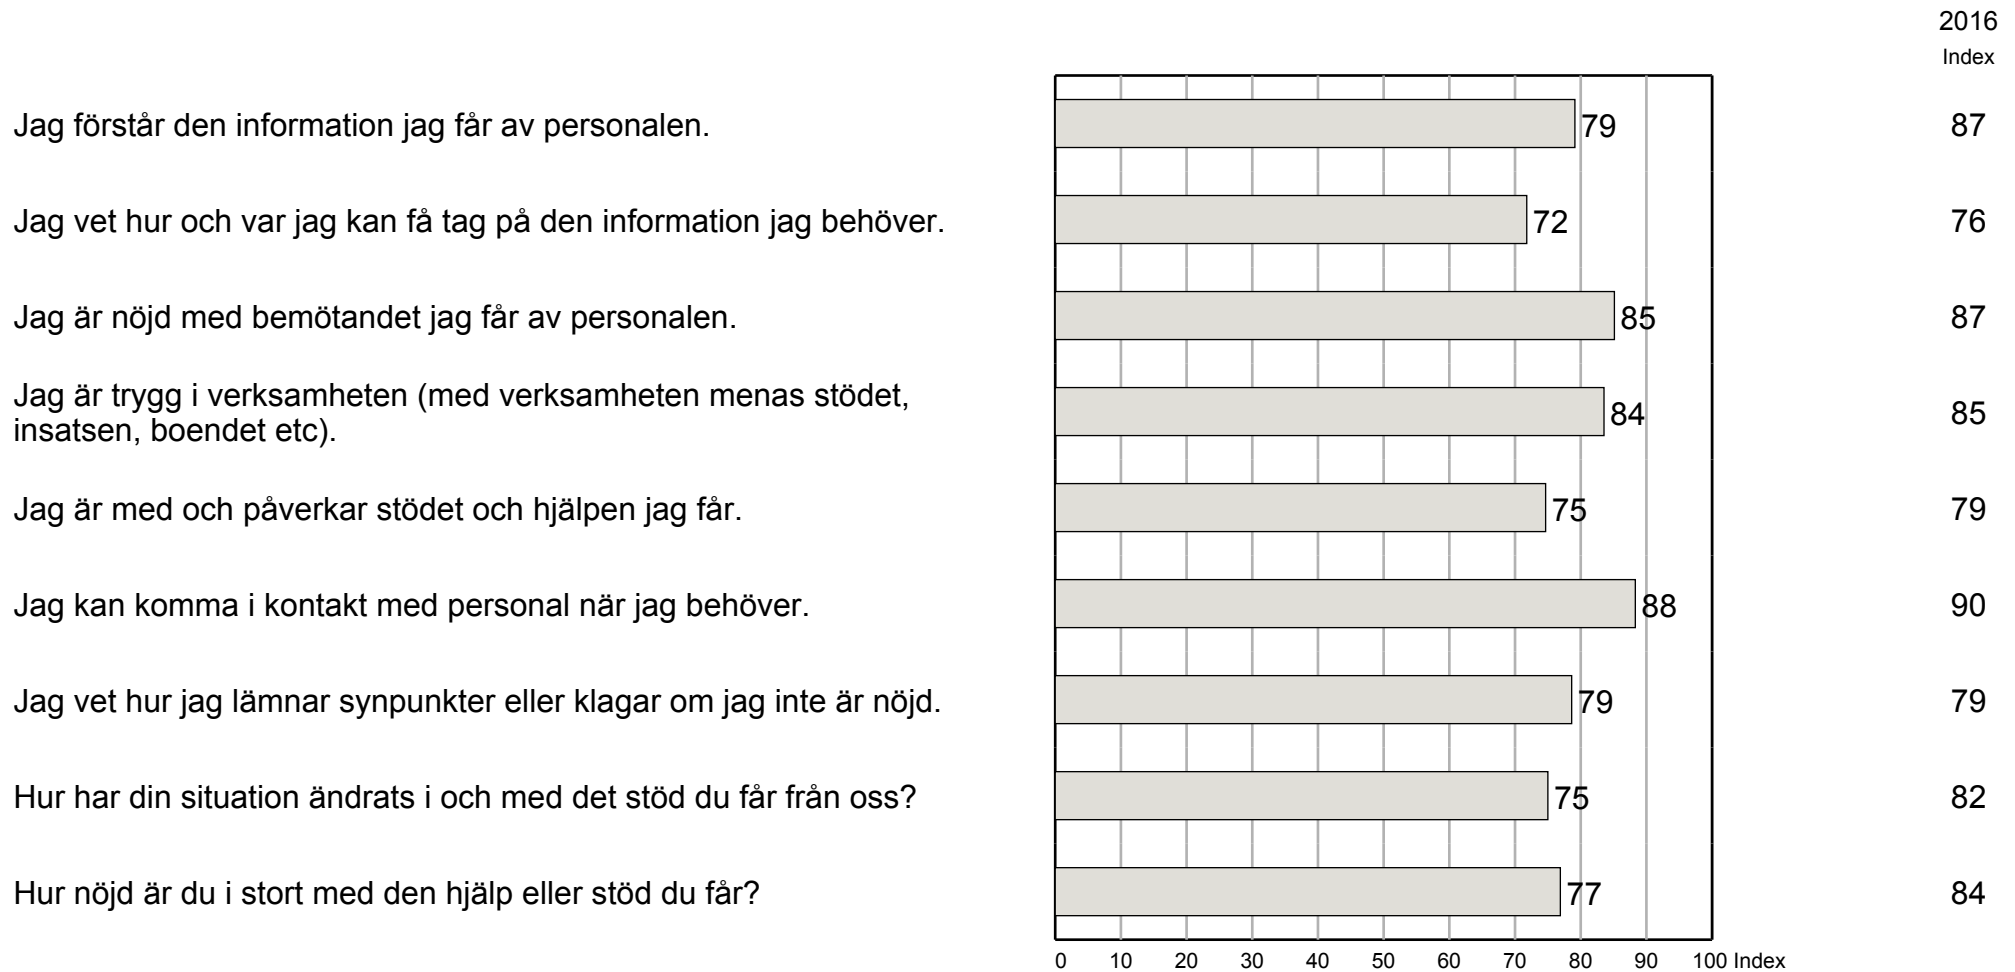 2016
Index
Jag förstår den information jag får av personalen. 79 87
Jag vet hur och var jag kan få tag på den information jag behöver. 72 76
Jag är nöjd med bemötandet jag får av personalen. 85 87
Jag är trygg i verksamheten (med verksamheten menas stödet,
insatsen, boendet etc). 84 85
Jag är med och påverkar stödet och hjälpen jag får. 75 79
Jag kan komma i kontakt med personal när jag behöver. 88 90
Jag vet hur jag lämnar synpunkter eller klagar om jag inte är nöjd. 79 79
Hur har din situation ändrats i och med det stöd du får från oss? 75 82
Hur nöjd är du i stort med den hjälp eller stöd du får? 77 84
0 10 20 30 40 50 60 70 80 90 100 Index